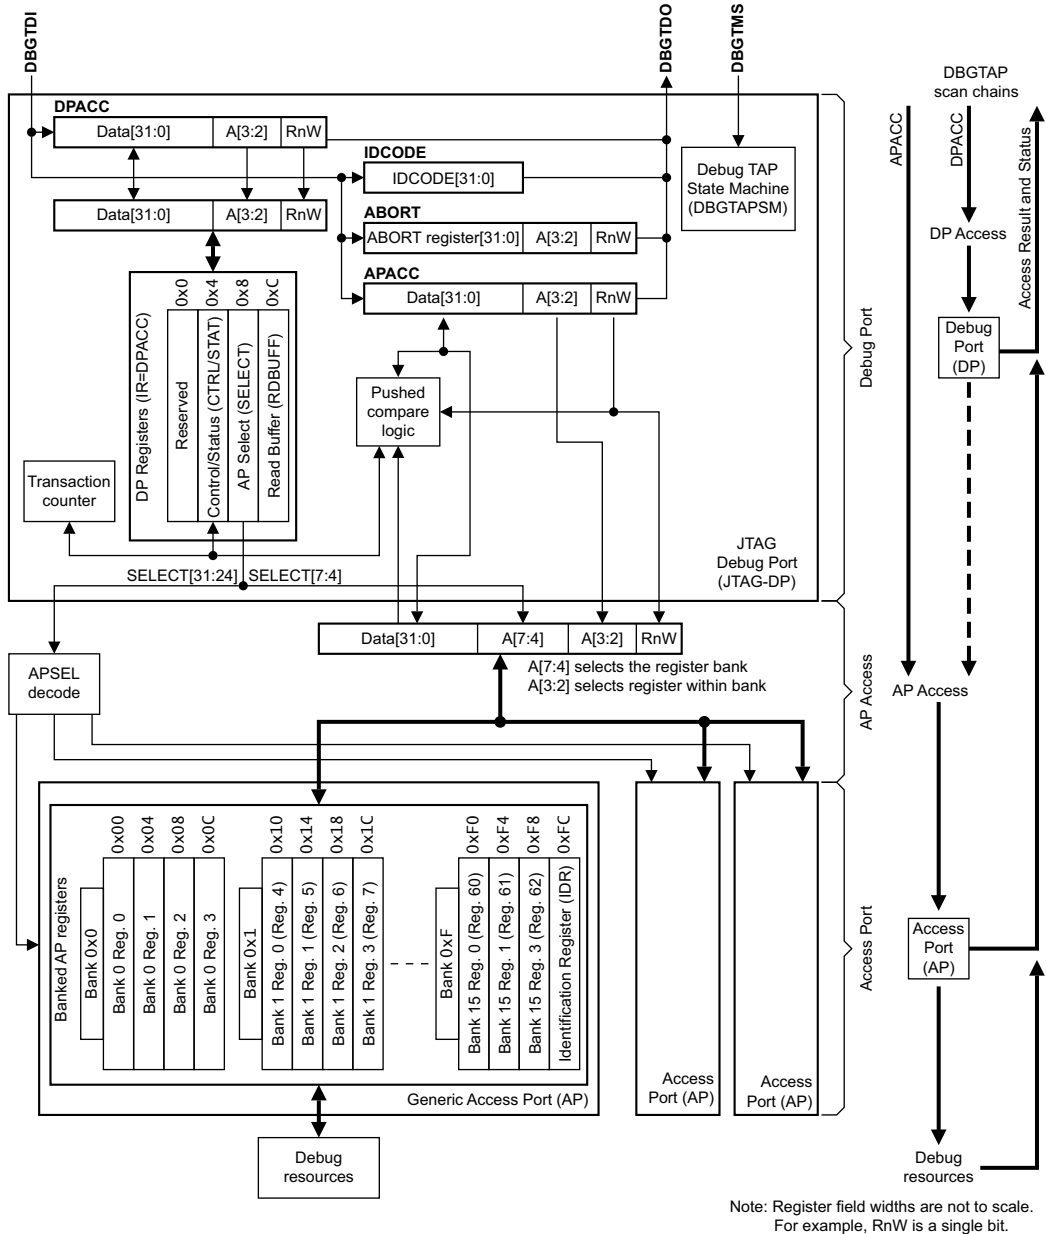 DBGTDI
DBGTDO
DBGTMS
DBGTAP
scan chains
DPACC
Data[31:0] A[3:2] RnW
IDCODE
IDCODE[31:0]
Debug TAP
State Machine
(DBGTAPSM)
APACC
DPACC
Access Result and Status
Data[31:0] A[3:2] RnW
ABORT
ABORT register[31:0] A[3:2] RnW
DP Access
APACC
Data[31:0] A[3:2] RnW
DP Registers (IR=DPACC)
0x0
0x4
0x8
0xC
Reserved
Control/Status (CTRL/STAT)
AP Select (SELECT)
Read Buffer (RDBUFF)
Debug Port
Debug
Port
(DP)
Pushed
compare
logic
Transaction
counter
JTAG
Debug Port
(JTAG-DP)
SELECT[31:24] SELECT[7:4]
Data[31:0] A[7:4] A[3:2] RnW
A[7:4] selects the register bank
A[3:2] selects register within bank
APSEL
decode
AP Access
AP Access
Banked AP registers
Bank 0x0
0x00
0x04
0x08
0x0C
Bank 0 Reg. 0
Bank 0 Reg. 1
Bank 0 Reg. 2
Bank 0 Reg. 3
Bank 0x1
0x10
0x14
0x18
0x1C
Bank 1 Reg. 0 (Reg. 4)
Bank 1 Reg. 1 (Reg. 5)
Bank 1 Reg. 2 (Reg. 6)
Bank 1 Reg. 3 (Reg. 7)
Bank 0xF
0xF0
0xF4
0xF8
0xFC
Bank 15 Reg. 0 (Reg. 60)
Bank 15 Reg. 1 (Reg. 61)
Bank 15 Reg. 3 (Reg. 62)
Identification Register (IDR)
Generic Access Port (AP)
Access
Port (AP)
Access
Port (AP)
Access Port
Access
Port
(AP)
Debug
resources
Debug
resources
Note: Register field widths are not to scale.
For example, RnW is a single bit.